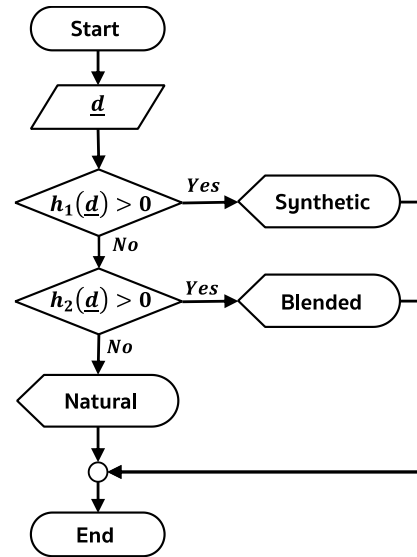 Start
d
h₁(d) > 0
Yes
Synthetic
No
h₂(d) > 0
Yes
Blended
No
Natural
End